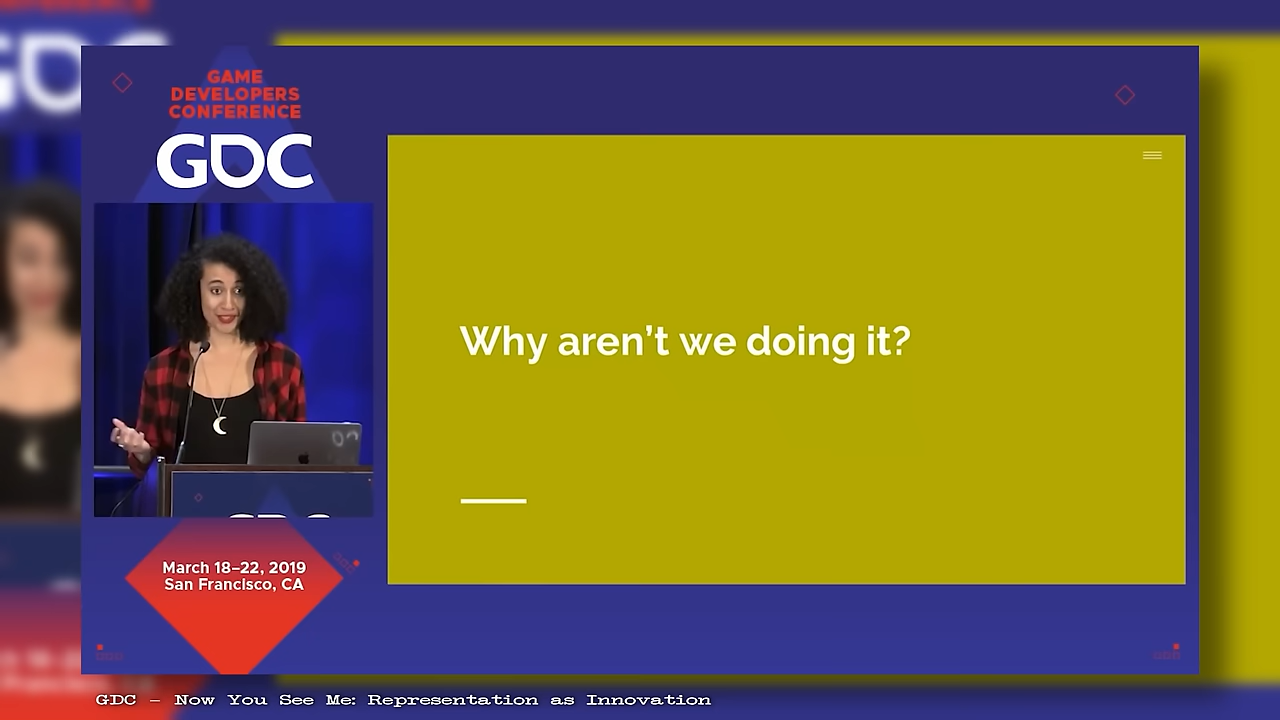 GAME
DEVELOPERS
CONFERENCE
GDC
Why aren’t we doing it?
March 18–22, 2019
San Francisco, CA
GDC – Now You See Me: Representation as Innovation